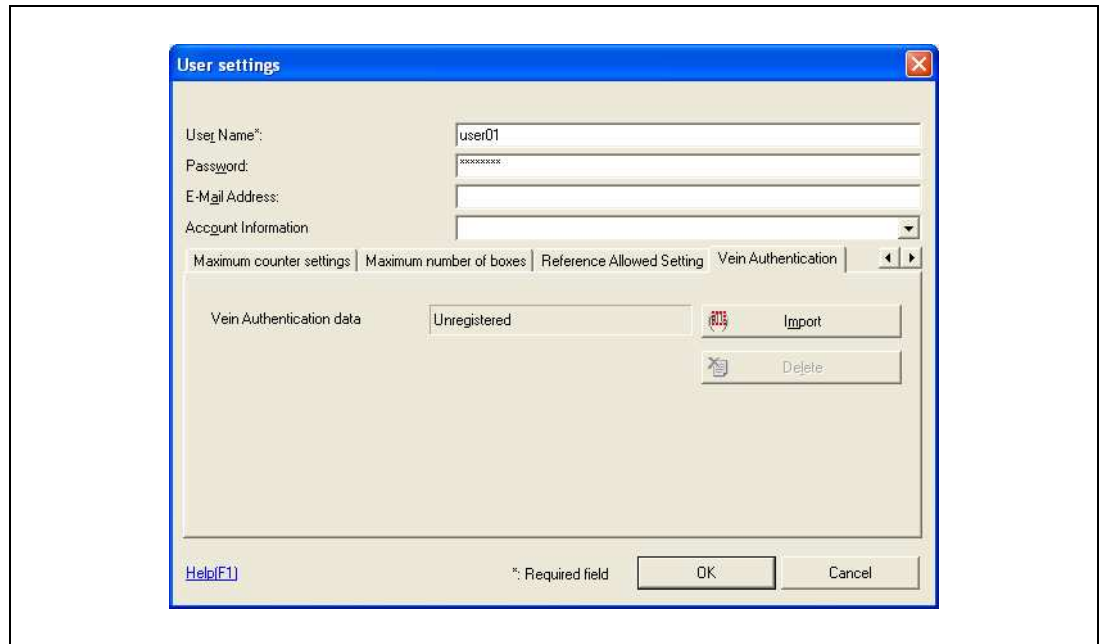 User settings
User Name*:
user01
Password:
××××××××
E-Mail Address:
Account Information
Maximum counter settings Maximum number of boxes Reference Allowed Setting Vein Authentication
Vein Authentication data Unregistered Import
Delete
Help(F1) *: Required field OK Cancel